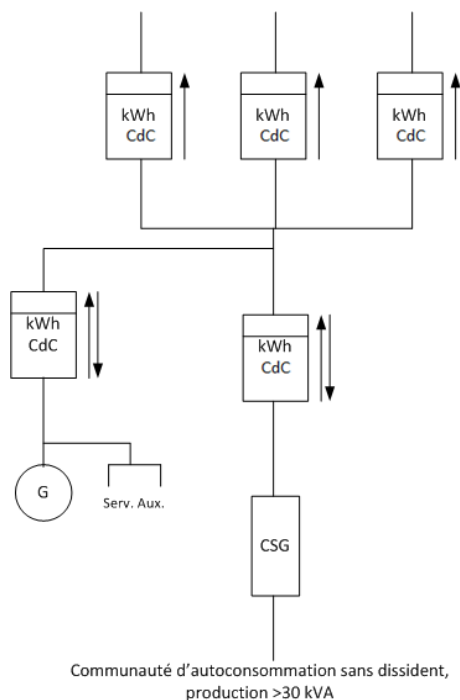 kWh
CdC
kWh
CdC
kWh
CdC
kWh
CdC
kWh
CdC
G
Serv. Aux.
CSG
Communauté d'autoconsommation sans dissident,
production >30 kVA